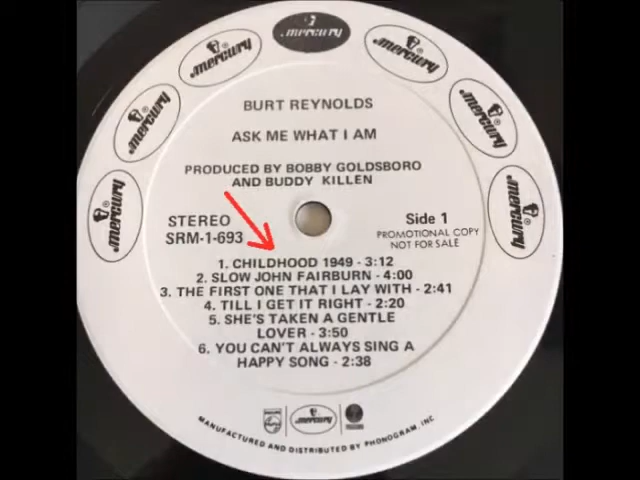 mercury
mercury
mercury
mercury
mercury
mercury
mercury
BURT REYNOLDS
ASK ME WHAT I AM
PRODUCED BY BOBBY GOLDSBORO
AND BUDDY KILLEN
STEREO
SRM-1-693
Side 1
PROMOTIONAL COPY
NOT FOR SALE
1. CHILDHOOD 1949 - 3:12
2. SLOW JOHN FAIRBURN - 4:00
3. THE FIRST ONE THAT I LAY WITH - 2:41
4. TILL I GET IT RIGHT - 2:20
5. SHE'S TAKEN A GENTLE
LOVER - 3:50
6. YOU CAN'T ALWAYS SING A
HAPPY SONG - 2:38
PHILIPS
mercury
MANUFACTURED AND DISTRIBUTED BY PHONOGRAM, INC.